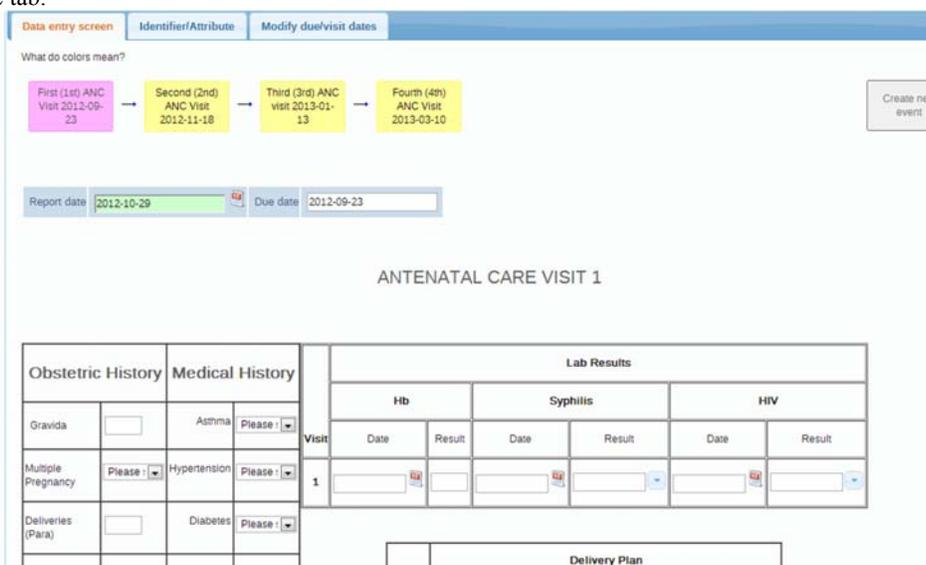 tab.
Data entry screen Identifier/Attribute Modify due/visit dates
What do colors mean?
First (1st) ANC Visit 2012-09-23
Second (2nd) ANC Visit 2012-11-18
Third (3rd) ANC visit 2013-01-13
Fourth (4th) ANC Visit 2013-03-10
Create ne
event
Report date 2012-10-29 Due date 2012-09-23
ANTENATAL CARE VISIT 1
Obstetric History Medical History
Lab Results
Hb Syphilis HIV
Visit Date Result Date Result Date Result
1
Gravida
Asthma Please s
Multiple Pregnancy Please s
Hypertension Please s
Deliveries (Para)
Diabetes Please s
Delivery Plan